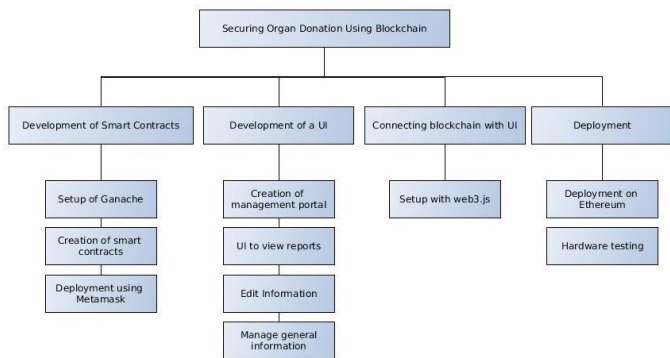 Securing Organ Donation Using Blockchain
Development of Smart Contracts
Development of a UI
Connecting blockchain with UI
Deployment
Setup of Ganache
Creation of smart
contracts
Deployment using
Metamask
Creation of
management portal
UI to view reports
Edit Information
Manage general
information
Setup with web3.js
Deployment on
Ethereum
Hardware testing